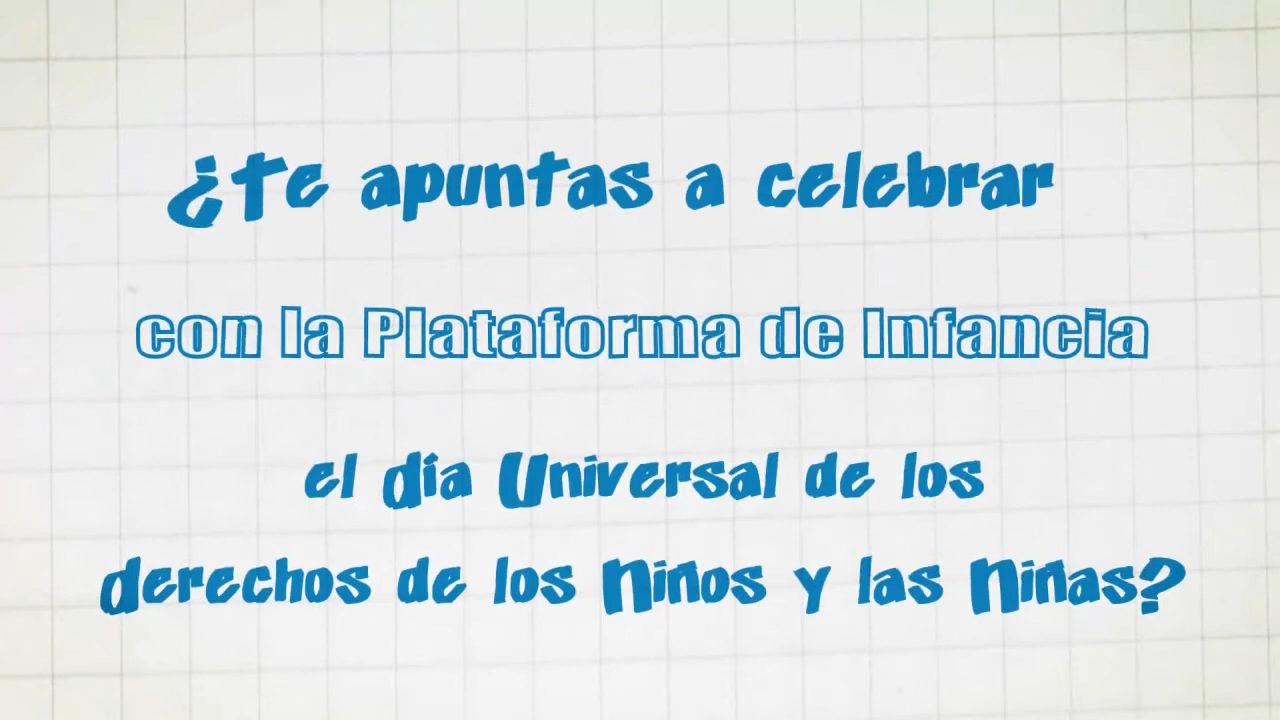 ¿Te apuntas a celebrar
con la Plataforma de Infancia
el Día Universal de los
Derechos de los Niños y las Niñas?